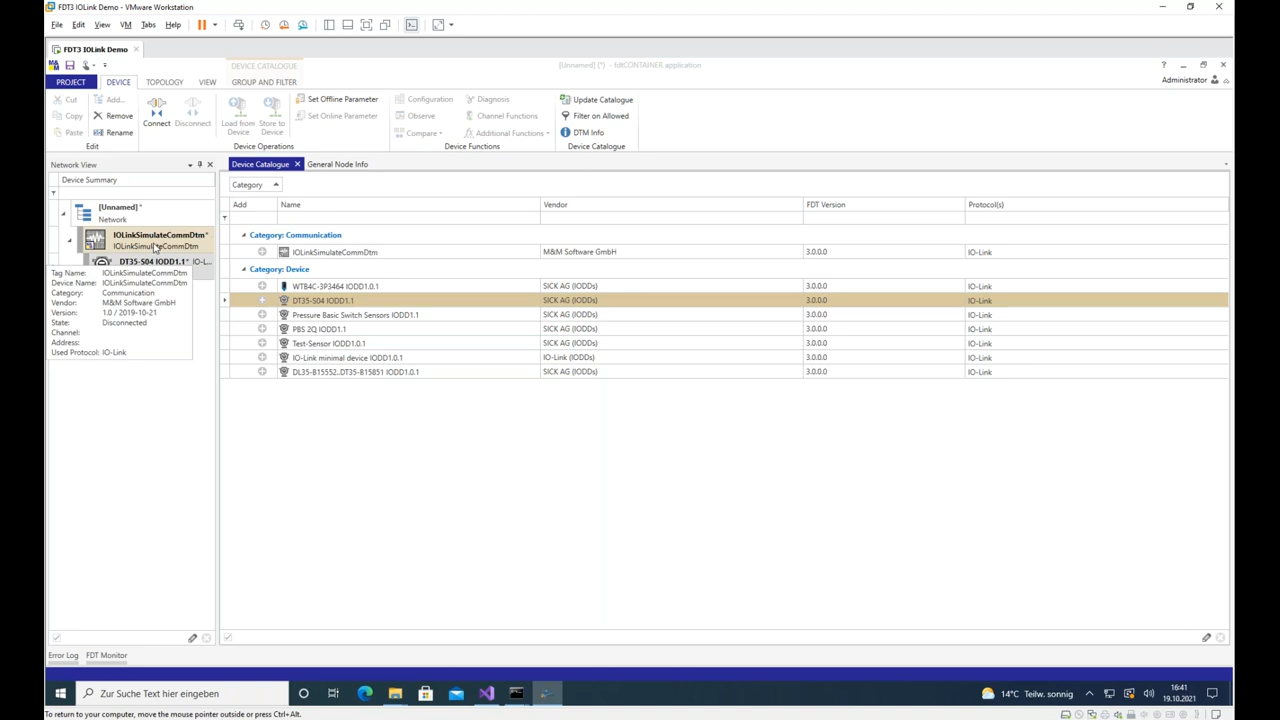 FDT3 IOLink Demo - VMware Workstation
File Edit View VM Tabs Help
FDT3 IOLink Demo
DEVICE CATALOGUE
[Unnamed] (*) - fdtCONTAINER application
PROJECT DEVICE TOPOLOGY VIEW GROUP AND FILTER
Administrator
Cut Add...
Copy Remove
Paste Rename
Edit
Connect Disconnect
Load from Device
Store to Device
Device Operations
Set Offline Parameter
Set Online Parameter
Configuration Diagnosis
Observe Channel Functions
Compare Additional Functions
Device Functions
Update Catalogue
Filter on Allowed
DTM Info
Device Catalogue
Network View
Device Summary
[Unnamed] *
Network
IOLinkSimulateCommDtm*
IOLinkSimulateCommDtm
DT35-S04 IODD1.1* IO-L...
Tag Name: IOLinkSimulateCommDtm
Device Name: IOLinkSimulateCommDtm
Category: Communication
Vendor: M&M Software GmbH
Version: 1.0 / 2019-10-21
State: Disconnected
Channel:
Address:
Used Protocol: IO-Link
Device Catalogue General Node Info
Category
Add Name Vendor FDT Version Protocol(s)
Category: Communication
IOLinkSimulateCommDtm M&M Software GmbH 3.0.0.0 IO-Link
Category: Device
WTB4C-3P3464 IODD1.0.1 SICK AG (IODDs) 3.0.0.0 IO-Link
DT35-S04 IODD1.1 SICK AG (IODDs) 3.0.0.0 IO-Link
Pressure Basic Switch Sensors IODD1.1 SICK AG (IODDs) 3.0.0.0 IO-Link
PBS 2Q IODD1.1 SICK AG (IODDs) 3.0.0.0 IO-Link
Test-Sensor IODD1.0.1 SICK AG (IODDs) 3.0.0.0 IO-Link
IO-Link minimal device IODD1.0.1 IO-Link (IODDs) 3.0.0.0 IO-Link
DL35-B15552..DT35-B15851 IODD1.0.1 SICK AG (IODDs) 3.0.0.0 IO-Link
Error Log FDT Monitor
Zur Suche Text hier eingeben
14°C Teilw. sonnig
16:41
19.10.2021
To return to your computer, move the mouse pointer outside or press Ctrl+Alt.